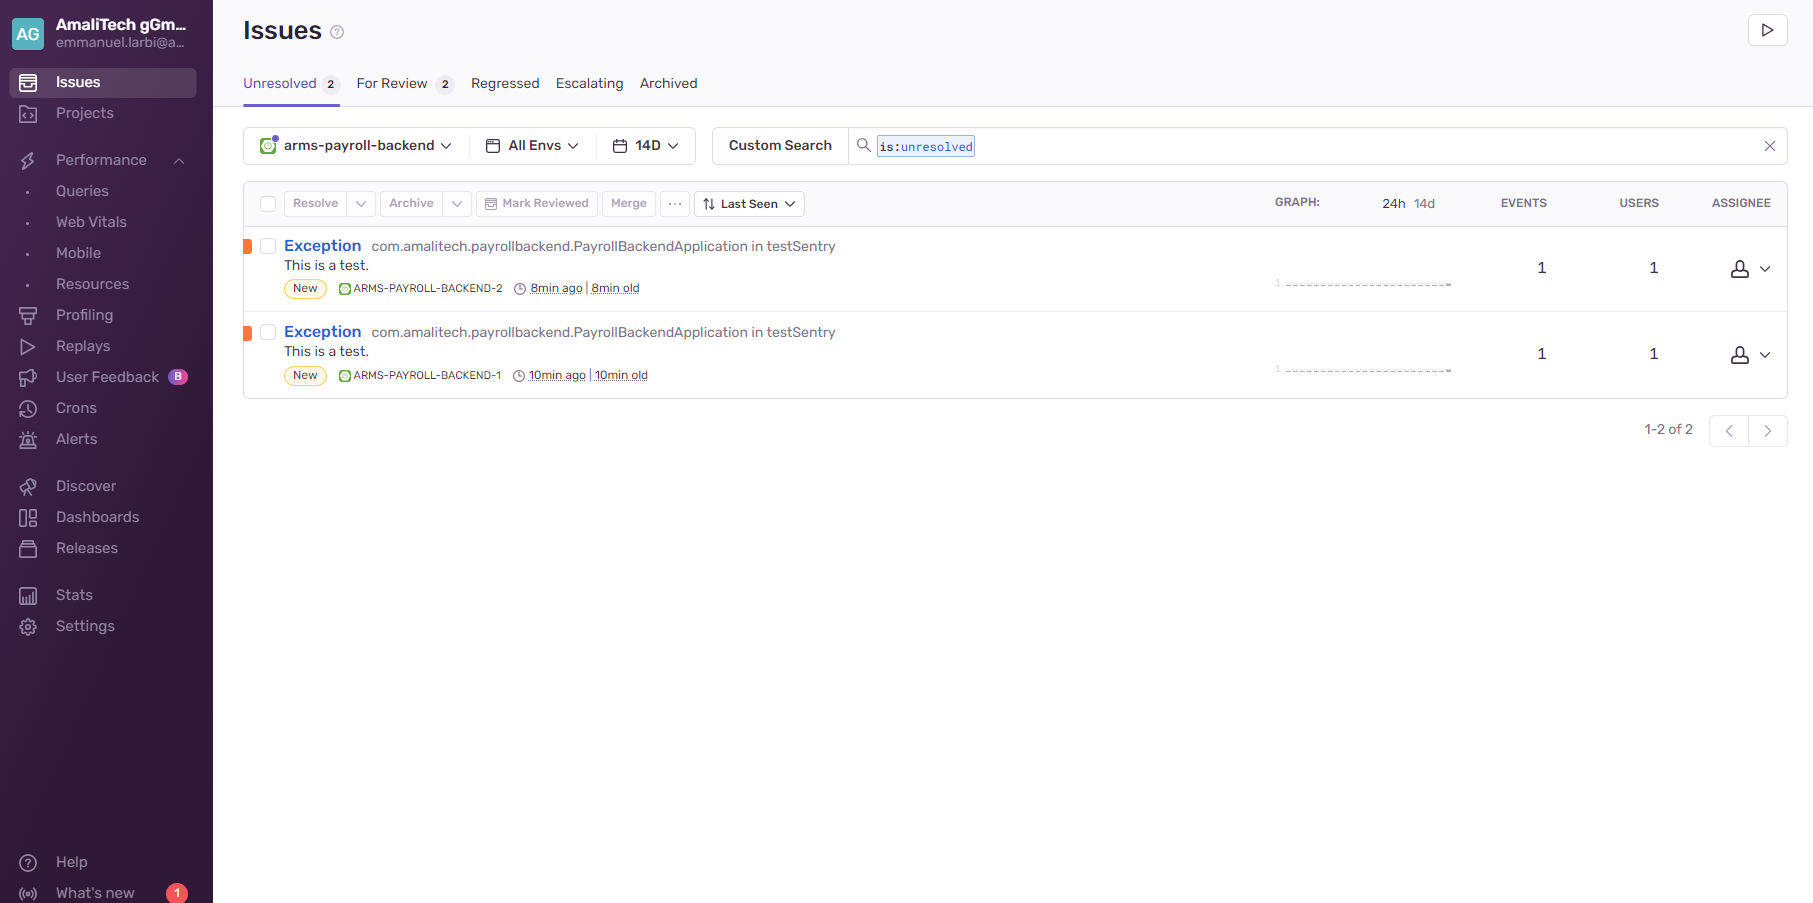 AG
AmaliTech gGm...
emmanuel.larbi@a...
Issues
Projects
Performance
Queries
Web Vitals
Mobile
Resources
Profiling
Replays
User Feedback B
Crons
Alerts
Discover
Dashboards
Releases
Stats
Settings
Help
What's new 1
Issues ?
Unresolved 2 For Review 2 Regressed Escalating Archived
arms-payroll-backend All Envs 14D Custom Search is:unresolved
Resolve Archive Mark Reviewed Merge ... Last Seen GRAPH: 24h 14d EVENTS USERS ASSIGNEE
Exception com.amalitech.payrollbackend.PayrollBackendApplication in testSentry
This is a test.
1 1 1
New ARMS-PAYROLL-BACKEND-2 8min ago | 8min old
Exception com.amalitech.payrollbackend.PayrollBackendApplication in testSentry
This is a test.
1 1 1
New ARMS-PAYROLL-BACKEND-1 10min ago | 10min old
1-2 of 2